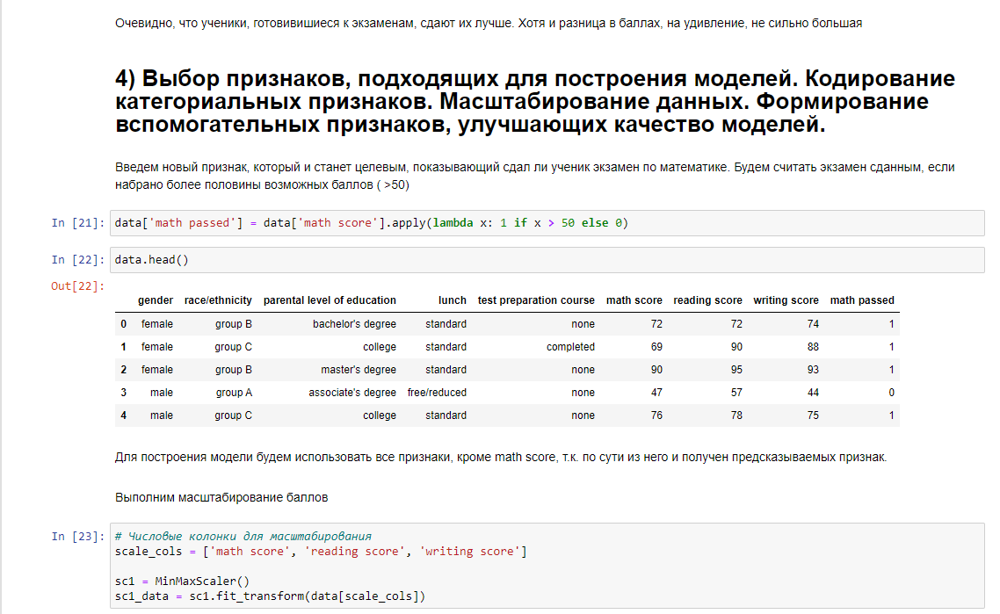 Очевидно, что ученики, готовившиеся к экзаменам, сдают их лучше. Хотя и разница в баллах, на удивление, не сильно большая
4) Выбор признаков, подходящих для построения моделей. Кодирование
категориальных признаков. Масштабирование данных. Формирование
вспомогательных признаков, улучшающих качество моделей.
Введем новый признак, который и станет целевым, показывающий сдал ли ученик экзамен по математике. Будем считать экзамен сданным, если
набрано более половины возможных баллов ( >50)
In [21]: data['math passed'] = data['math score'].apply(lambda x: 1 if x > 50 else 0)
In [22]: data.head()
Out[22]:
gender race/ethnicity parental level of education lunch test preparation course math score reading score writing score math passed
0 female group B bachelor's degree standard none 72 72 74 1
1 female group C college standard completed 69 90 88 1
2 female group B master's degree standard none 90 95 93 1
3 male group A associate's degree free/reduced none 47 57 44 0
4 male group C college standard none 76 78 75 1
Для построения модели будем использовать все признаки, кроме math score, т.к. по сути из него и получен предсказываемых признак.
Выполним масштабирование баллов
In [23]: # Числовые колонки для масштабирования
scale_cols = ['math score', 'reading score', 'writing score']
sc1 = MinMaxScaler()
sc1_data = sc1.fit_transform(data[scale_cols])